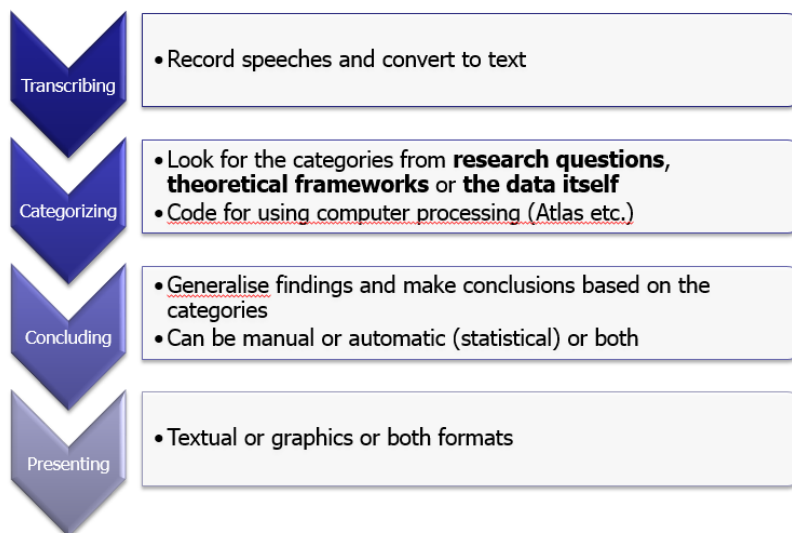 Transcribing
• Record speeches and convert to text
Categorizing
• Look for the categories from research questions,
theoretical frameworks or the data itself
• Code for using computer processing (Atlas etc.)
Concluding
• Generalise findings and make conclusions based on the
categories
• Can be manual or automatic (statistical) or both
Presenting
• Textual or graphics or both formats